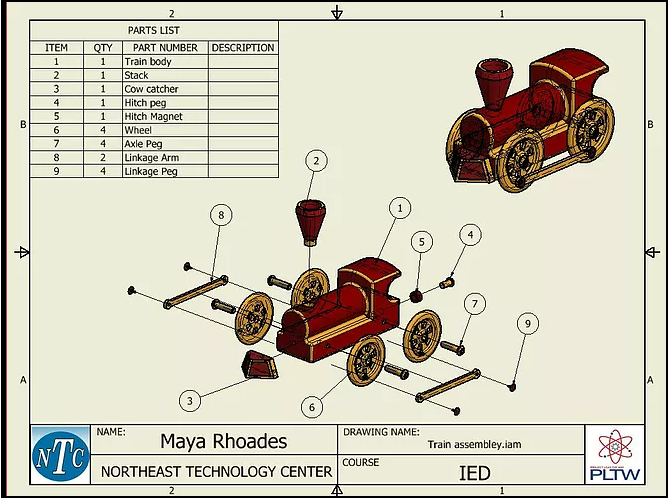 2 1
PARTS LIST
ITEM QTY PART NUMBER DESCRIPTION
1 1 Train body
2 1 Stack
3 1 Cow catcher
4 1 Hitch peg
5 1 Hitch Magnet
6 4 Wheel
7 4 Axle Peg
8 2 Linkage Arm
9 4 Linkage Peg
B B
2
1
8
5
4
7
9
A A
3
6
NTC
NAME:
Maya Rhoades
DRAWING NAME:
Train assembley.iam
NORTHEAST TECHNOLOGY CENTER
COURSE
IED
PLTW
2 1